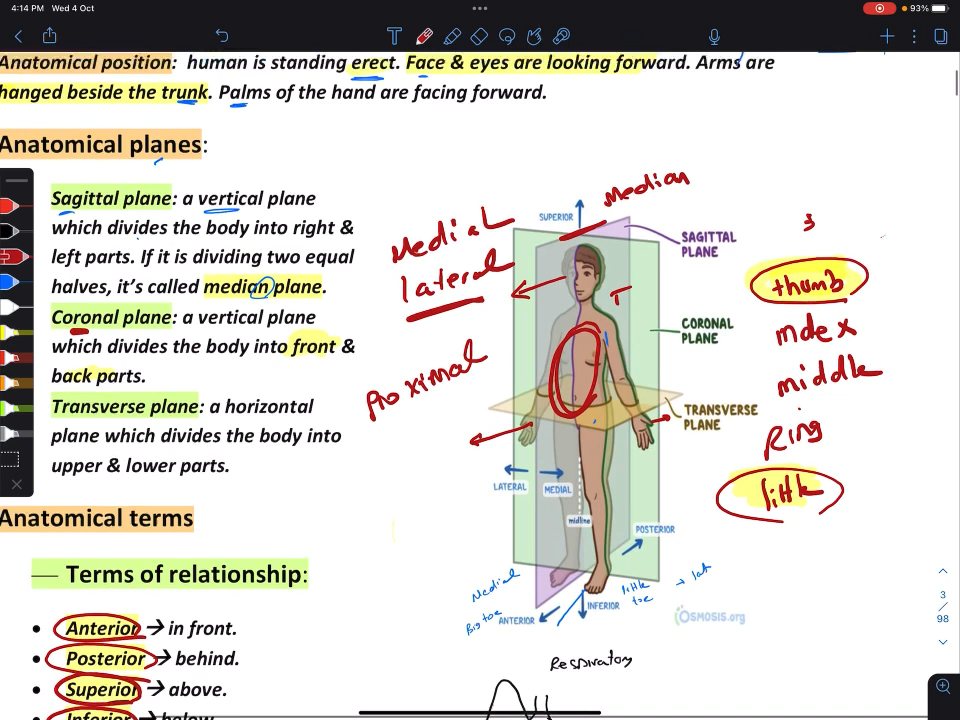 4:14 PM Wed 4 Oct
93%
Anatomical position: human is standing erect. Face & eyes are looking forward. Arms are
hanged beside the trunk. Palms of the hand are facing forward.
Anatomical planes:
Sagittal plane: a vertical plane
which divides the body into right &
left parts. If it is dividing two equal
halves, it's called median plane.
Coronal plane: a vertical plane
which divides the body into front &
back parts.
Transverse plane: a horizontal
plane which divides the body into
upper & lower parts.
Anatomical terms
Terms of relationship:
• Anterior → in front.
• Posterior → behind.
• Superior → above.
• Inferior → below
Medial
lateral
Proximal
Median
SUPERIOR
SAGITTAL
PLANE
T
CORONAL
PLANE
TRANSVERSE
PLANE
LATERAL
MEDIAL
midline
POSTERIOR
ANTERIOR
INFERIOR
OSMOSIS.org
Medial
Big toe
little
toe
→ lat
Respiratory
3
thumb
index
middle
Ring
little
3
/
98